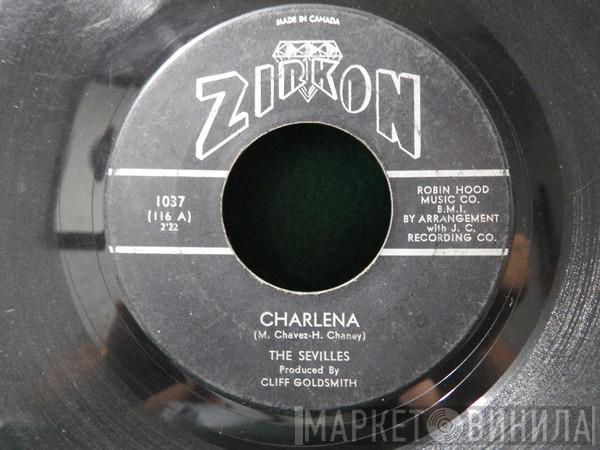 MADE IN CANADA
ZIRKON
1037
(116 A)
2'22
ROBIN HOOD
MUSIC CO.
B.M.I.
BY ARRANGEMENT
with J. C.
RECORDING CO.
CHARLENA
(M. Chavez-H. Chaney)
THE SEVILLES
Produced By
CLIFF GOLDSMITH
МАРКЕТ ВИНИЛА